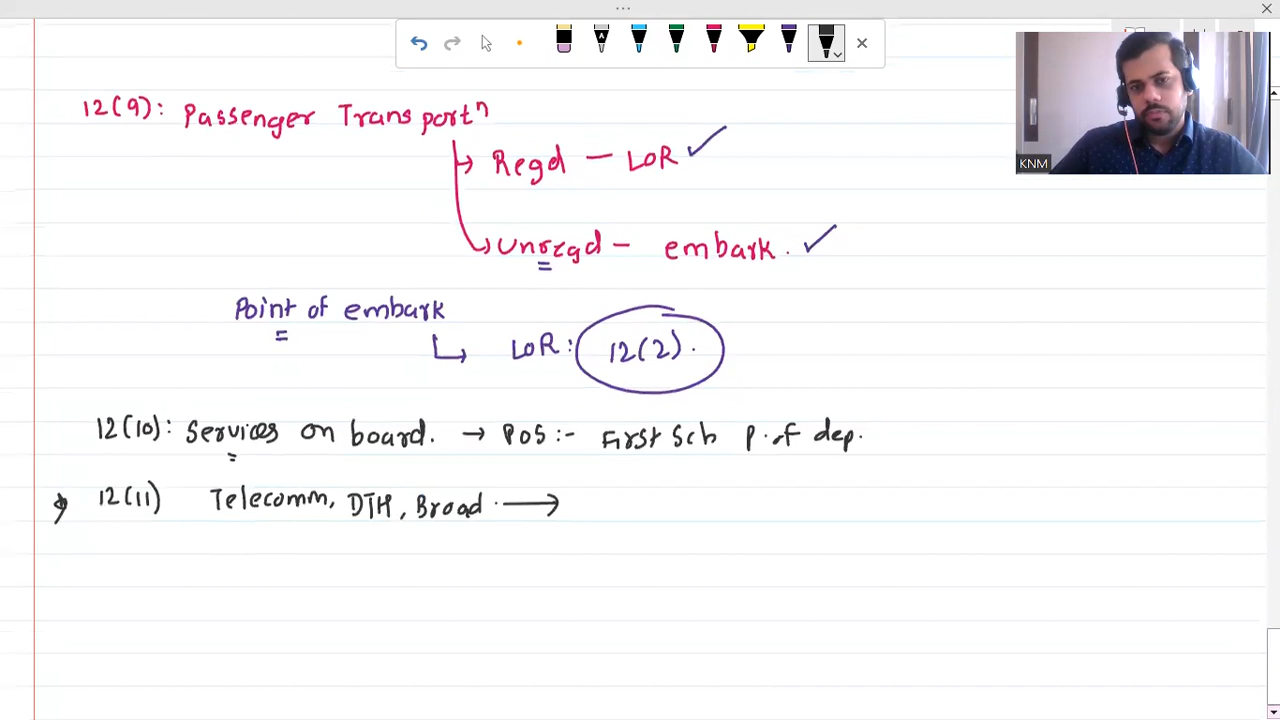 KNM
12(9): Passenger Transportⁿ
→ Regd — LOR ✓
→ Unregd — embark. ✓
Point of embark
↳ LOR: 12(2).
12(10): Services on board. → POS :- First Sch P. of dep.
→ 12(11) Telecomm, DTH, Broad. →